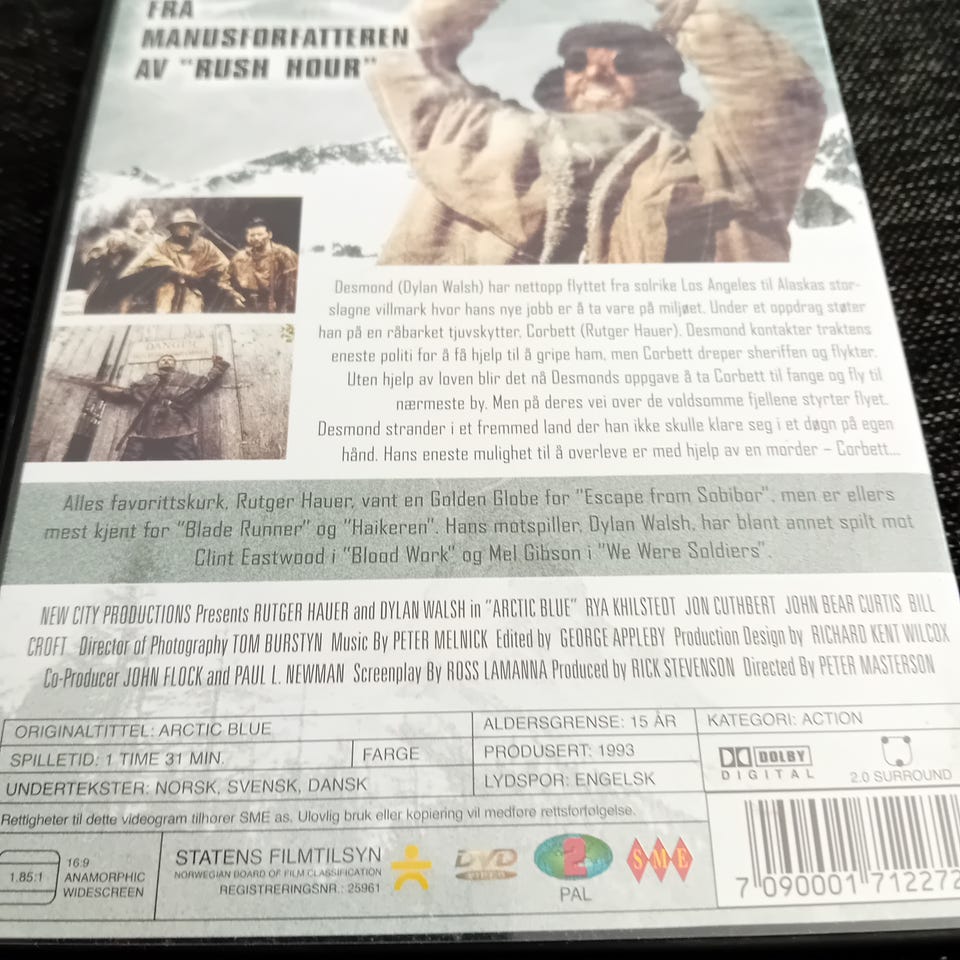 FRA
MANUSFORFATTEREN
AV "RUSH HOUR"
DANGER
Desmond (Dylan Walsh) har nettopp flyttet fra solrike Los Angeles til Alaskas stor-
slagne villmark hvor hans nye jobb er å ta vare på miljøet. Under et oppdrag støter
han på en råbarket tjuvskytter, Corbett (Rutger Hauer). Desmond kontakter traktens
eneste politi for å få hjelp til å gripe ham, men Corbett dreper sheriffen og flykter.
Uten hjelp av loven blir det nå Desmonds oppgave å ta Corbett til fange og fly til
nærmeste by. Men på deres vei over de voldsomme fjellene styrter flyet.
Desmond strander i et fremmed land der han ikke skulle klare seg i et døgn på egen
hånd. Hans eneste mulighet til å overleve er med hjelp av en morder – Corbett...
Alles favorittskurk, Rutger Hauer, vant en Golden Globe for "Escape from Sobibor", men er ellers
mest kjent for "Blade Runner" og "Haikeren". Hans motspiller, Dylan Walsh, har blant annet spilt mot
Clint Eastwood i "Blood Work" og Mel Gibson i "We Were Soldiers".
NEW CITY PRODUCTIONS Presents RUTGER HAUER and DYLAN WALSH in "ARCTIC BLUE" RYA KHILSTEDT JON CUTHBERT JOHN BEAR CURTIS BILL
CROFT Director of Photography TOM BURSTYN Music By PETER MELNICK Edited by GEORGE APPLEBY Production Design by RICHARD KENT WILCOX
Co-Producer JOHN FLOCK and PAUL L. NEWMAN Screenplay By ROSS LAMANNA Produced by RICK STEVENSON Directed By PETER MASTERSON
ORIGINALTITTEL: ARCTIC BLUE
ALDERSGRENSE: 15 ÅR
KATEGORI: ACTION
SPILLETID: 1 TIME 31 MIN.
FARGE
PRODUSERT: 1993
UNDERTEKSTER: NORSK, SVENSK, DANSK
LYDSPOR: ENGELSK
DOLBY
DIGITAL
2.0 SURROUND
Rettigheter til dette videogram tilhører SME as. Ulovlig bruk eller kopiering vil medføre rettsforfølgelse.
1.85:1
16:9
ANAMORPHIC
WIDESCREEN
STATENS FILMTILSYN
NORWEGIAN BOARD OF FILM CLASSIFICATION
REGISTRERINGSNR.: 25961
DVD
VIDEO
2
PAL
SME
7 090001 712272